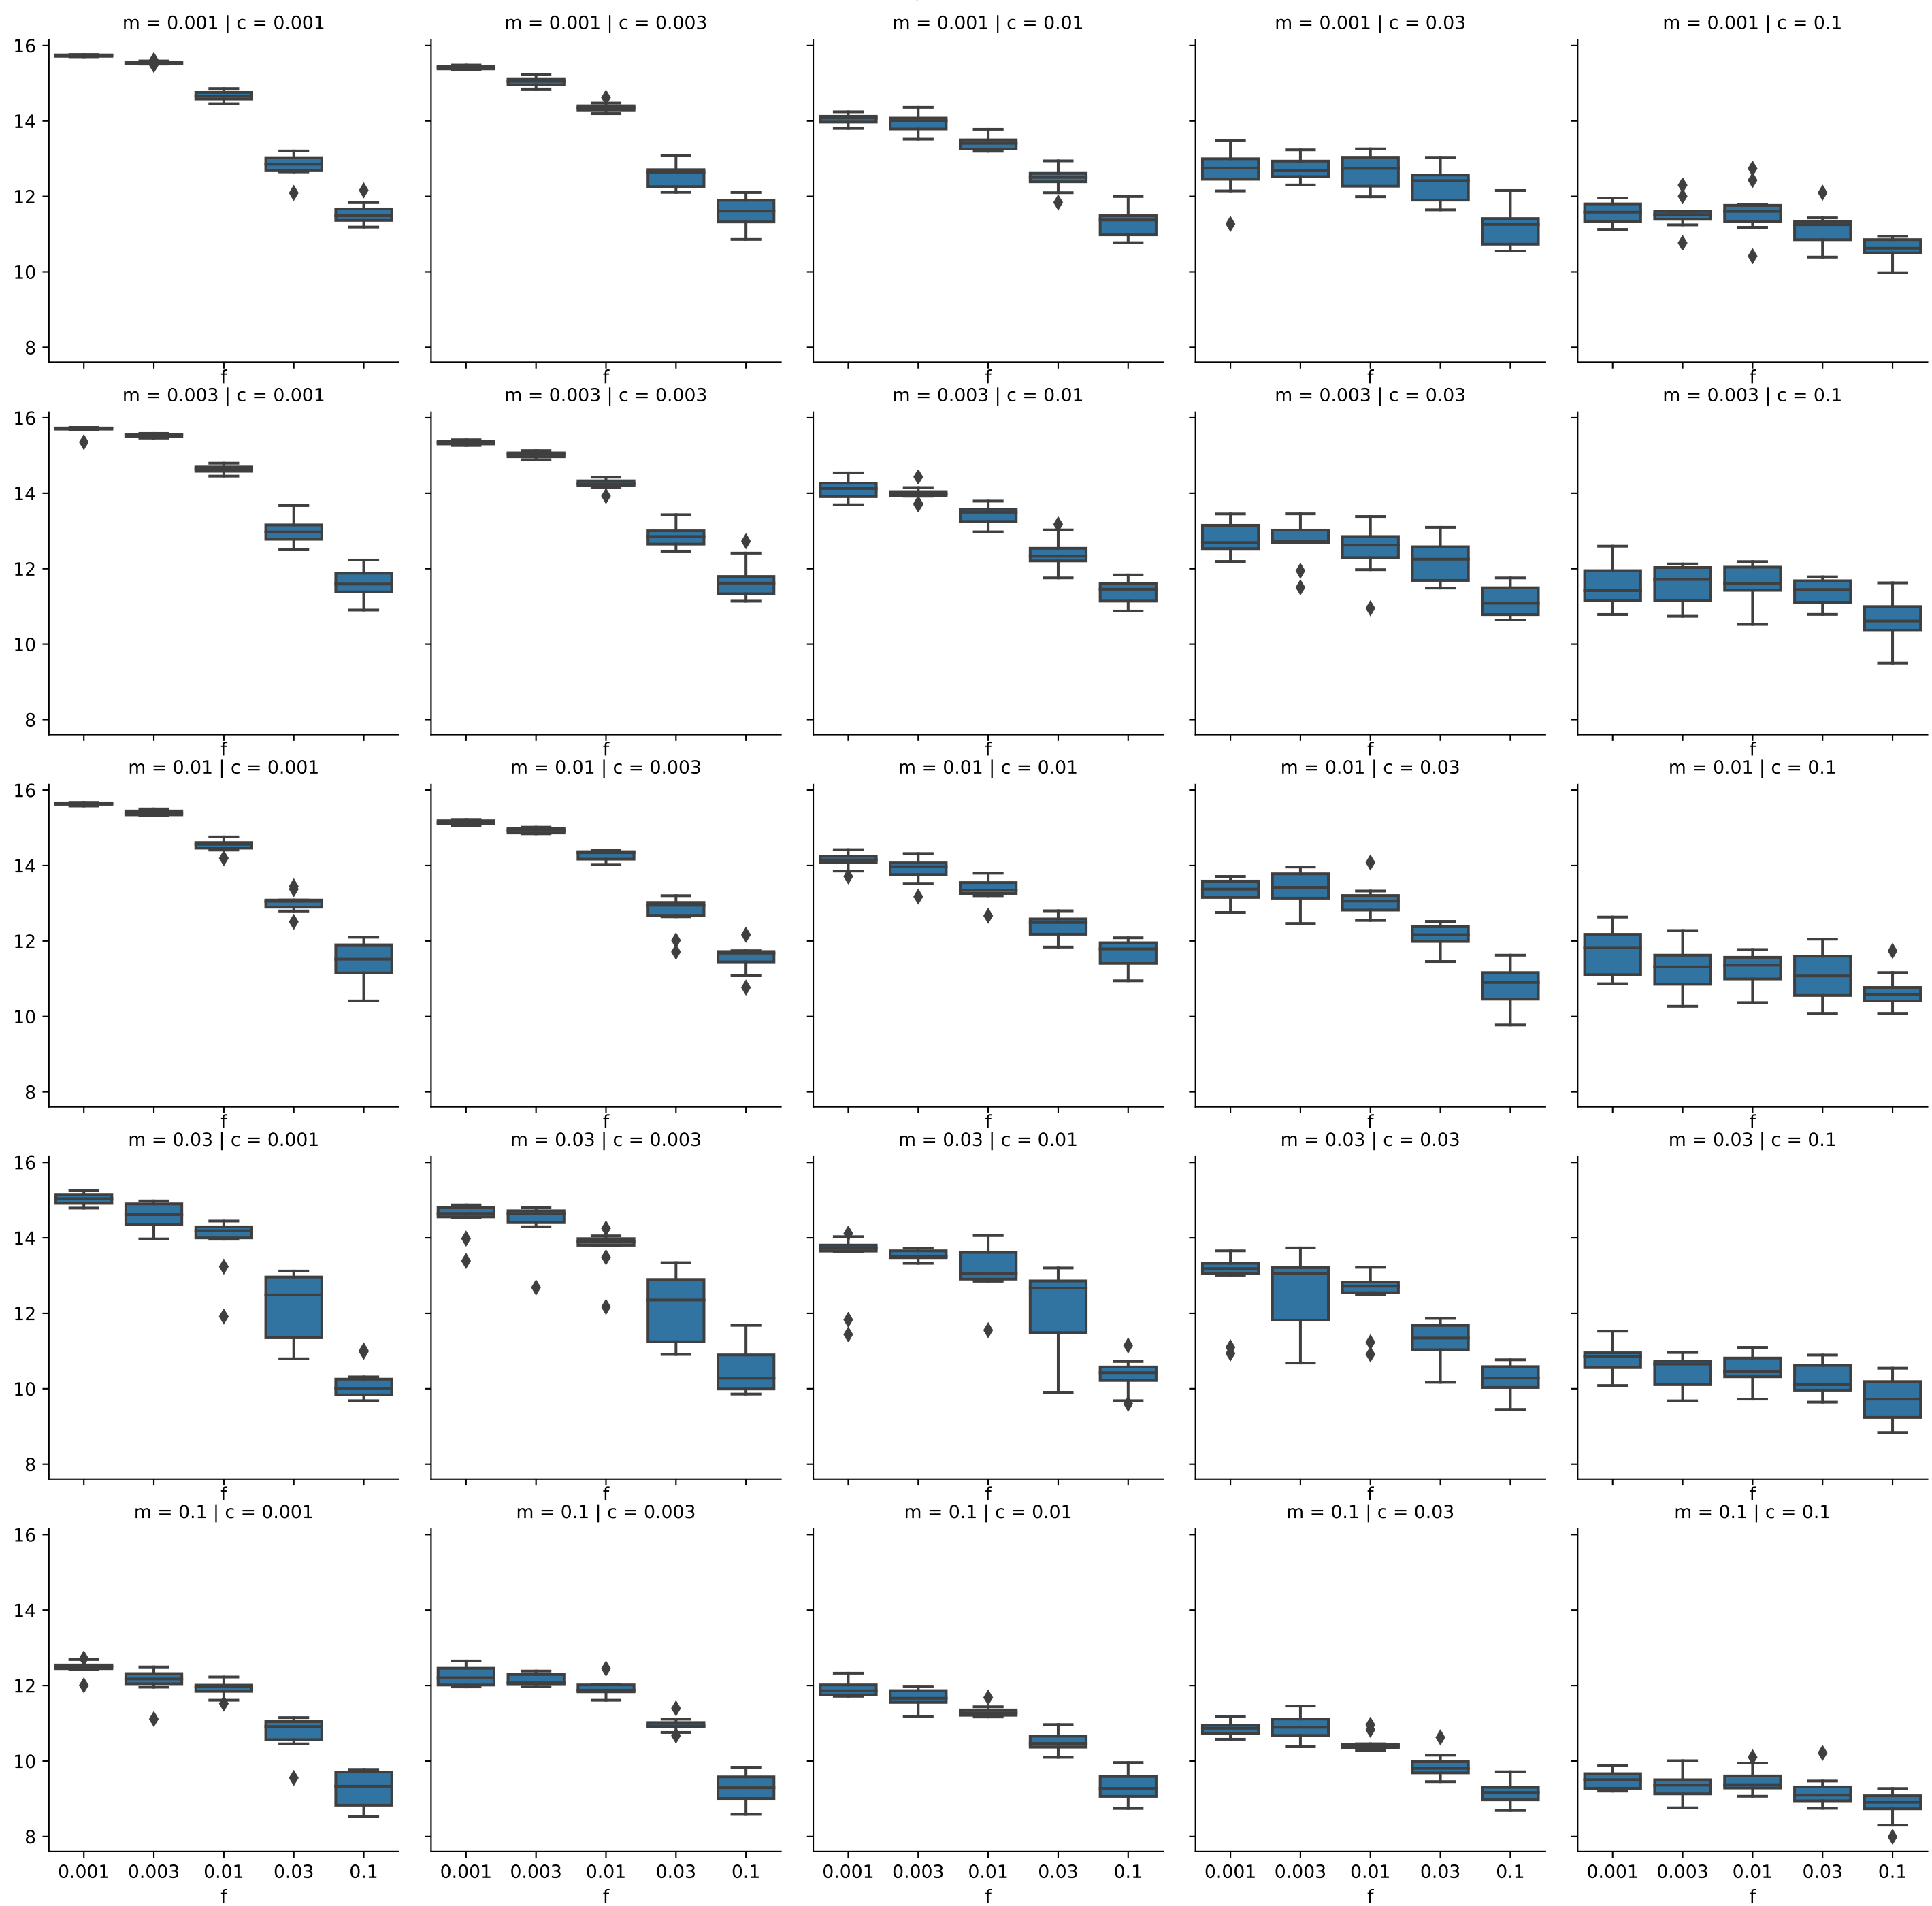 m = 0.001 | c = 0.001 m = 0.001 | c = 0.003 m = 0.001 | c = 0.01 m = 0.001 | c = 0.03 m = 0.001 | c = 0.1
16
14
12
10
8
f f f f f
m = 0.003 | c = 0.001 m = 0.003 | c = 0.003 m = 0.003 | c = 0.01 m = 0.003 | c = 0.03 m = 0.003 | c = 0.1
16
14
12
10
8
f f f f f
m = 0.01 | c = 0.001 m = 0.01 | c = 0.003 m = 0.01 | c = 0.01 m = 0.01 | c = 0.03 m = 0.01 | c = 0.1
16
14
12
10
8
f f f f f
m = 0.03 | c = 0.001 m = 0.03 | c = 0.003 m = 0.03 | c = 0.01 m = 0.03 | c = 0.03 m = 0.03 | c = 0.1
16
14
12
10
8
f f f f f
m = 0.1 | c = 0.001 m = 0.1 | c = 0.003 m = 0.1 | c = 0.01 m = 0.1 | c = 0.03 m = 0.1 | c = 0.1
16
14
12
10
8
0.001 0.003 0.01 0.03 0.1 0.001 0.003 0.01 0.03 0.1 0.001 0.003 0.01 0.03 0.1 0.001 0.003 0.01 0.03 0.1 0.001 0.003 0.01 0.03 0.1
f f f f f